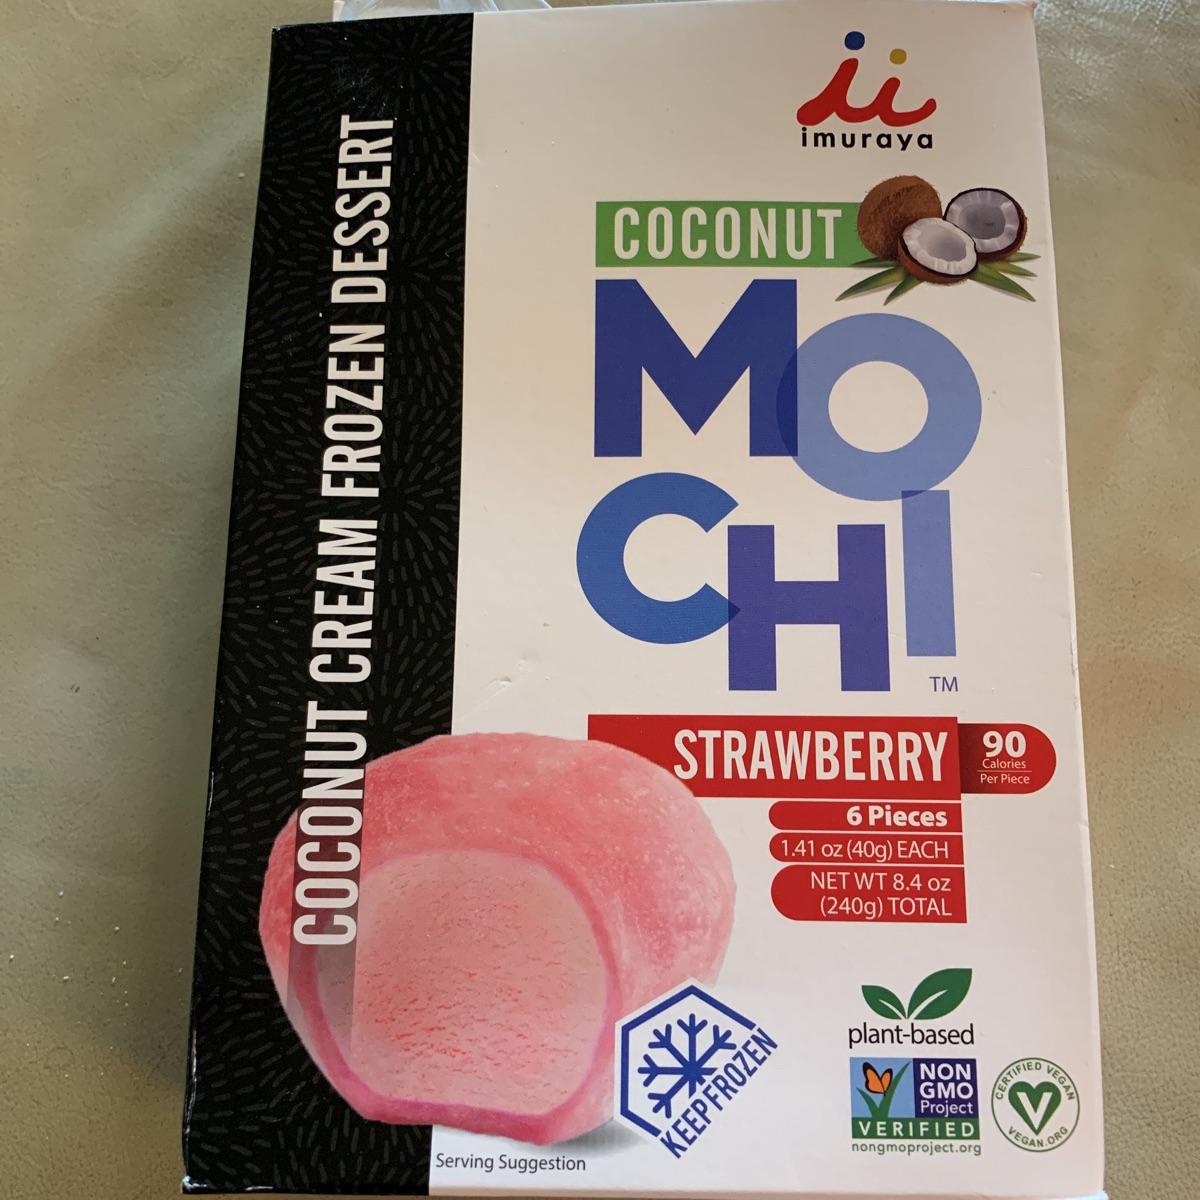 imuraya
COCONUT
MOCHI
TM
STRAWBERRY
90
Calories
Per Piece
6 Pieces
1.41 oz (40g) EACH
NET WT 8.4 oz
(240g) TOTAL
COCONUT CREAM FROZEN DESSERT
KEEP FROZEN
Serving Suggestion
plant-based
NON
GMO
Project
VERIFIED
nongmoproject.org
CERTIFIED VEGAN
VEGAN.ORG